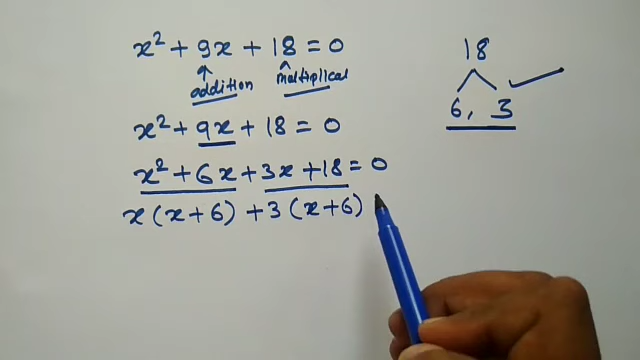 x² + 9x + 18 = 0
addition multiplical
x² + 9x + 18 = 0
x² + 6x + 3x + 18 = 0
x (x + 6) + 3 (x + 6)
18
6, 3